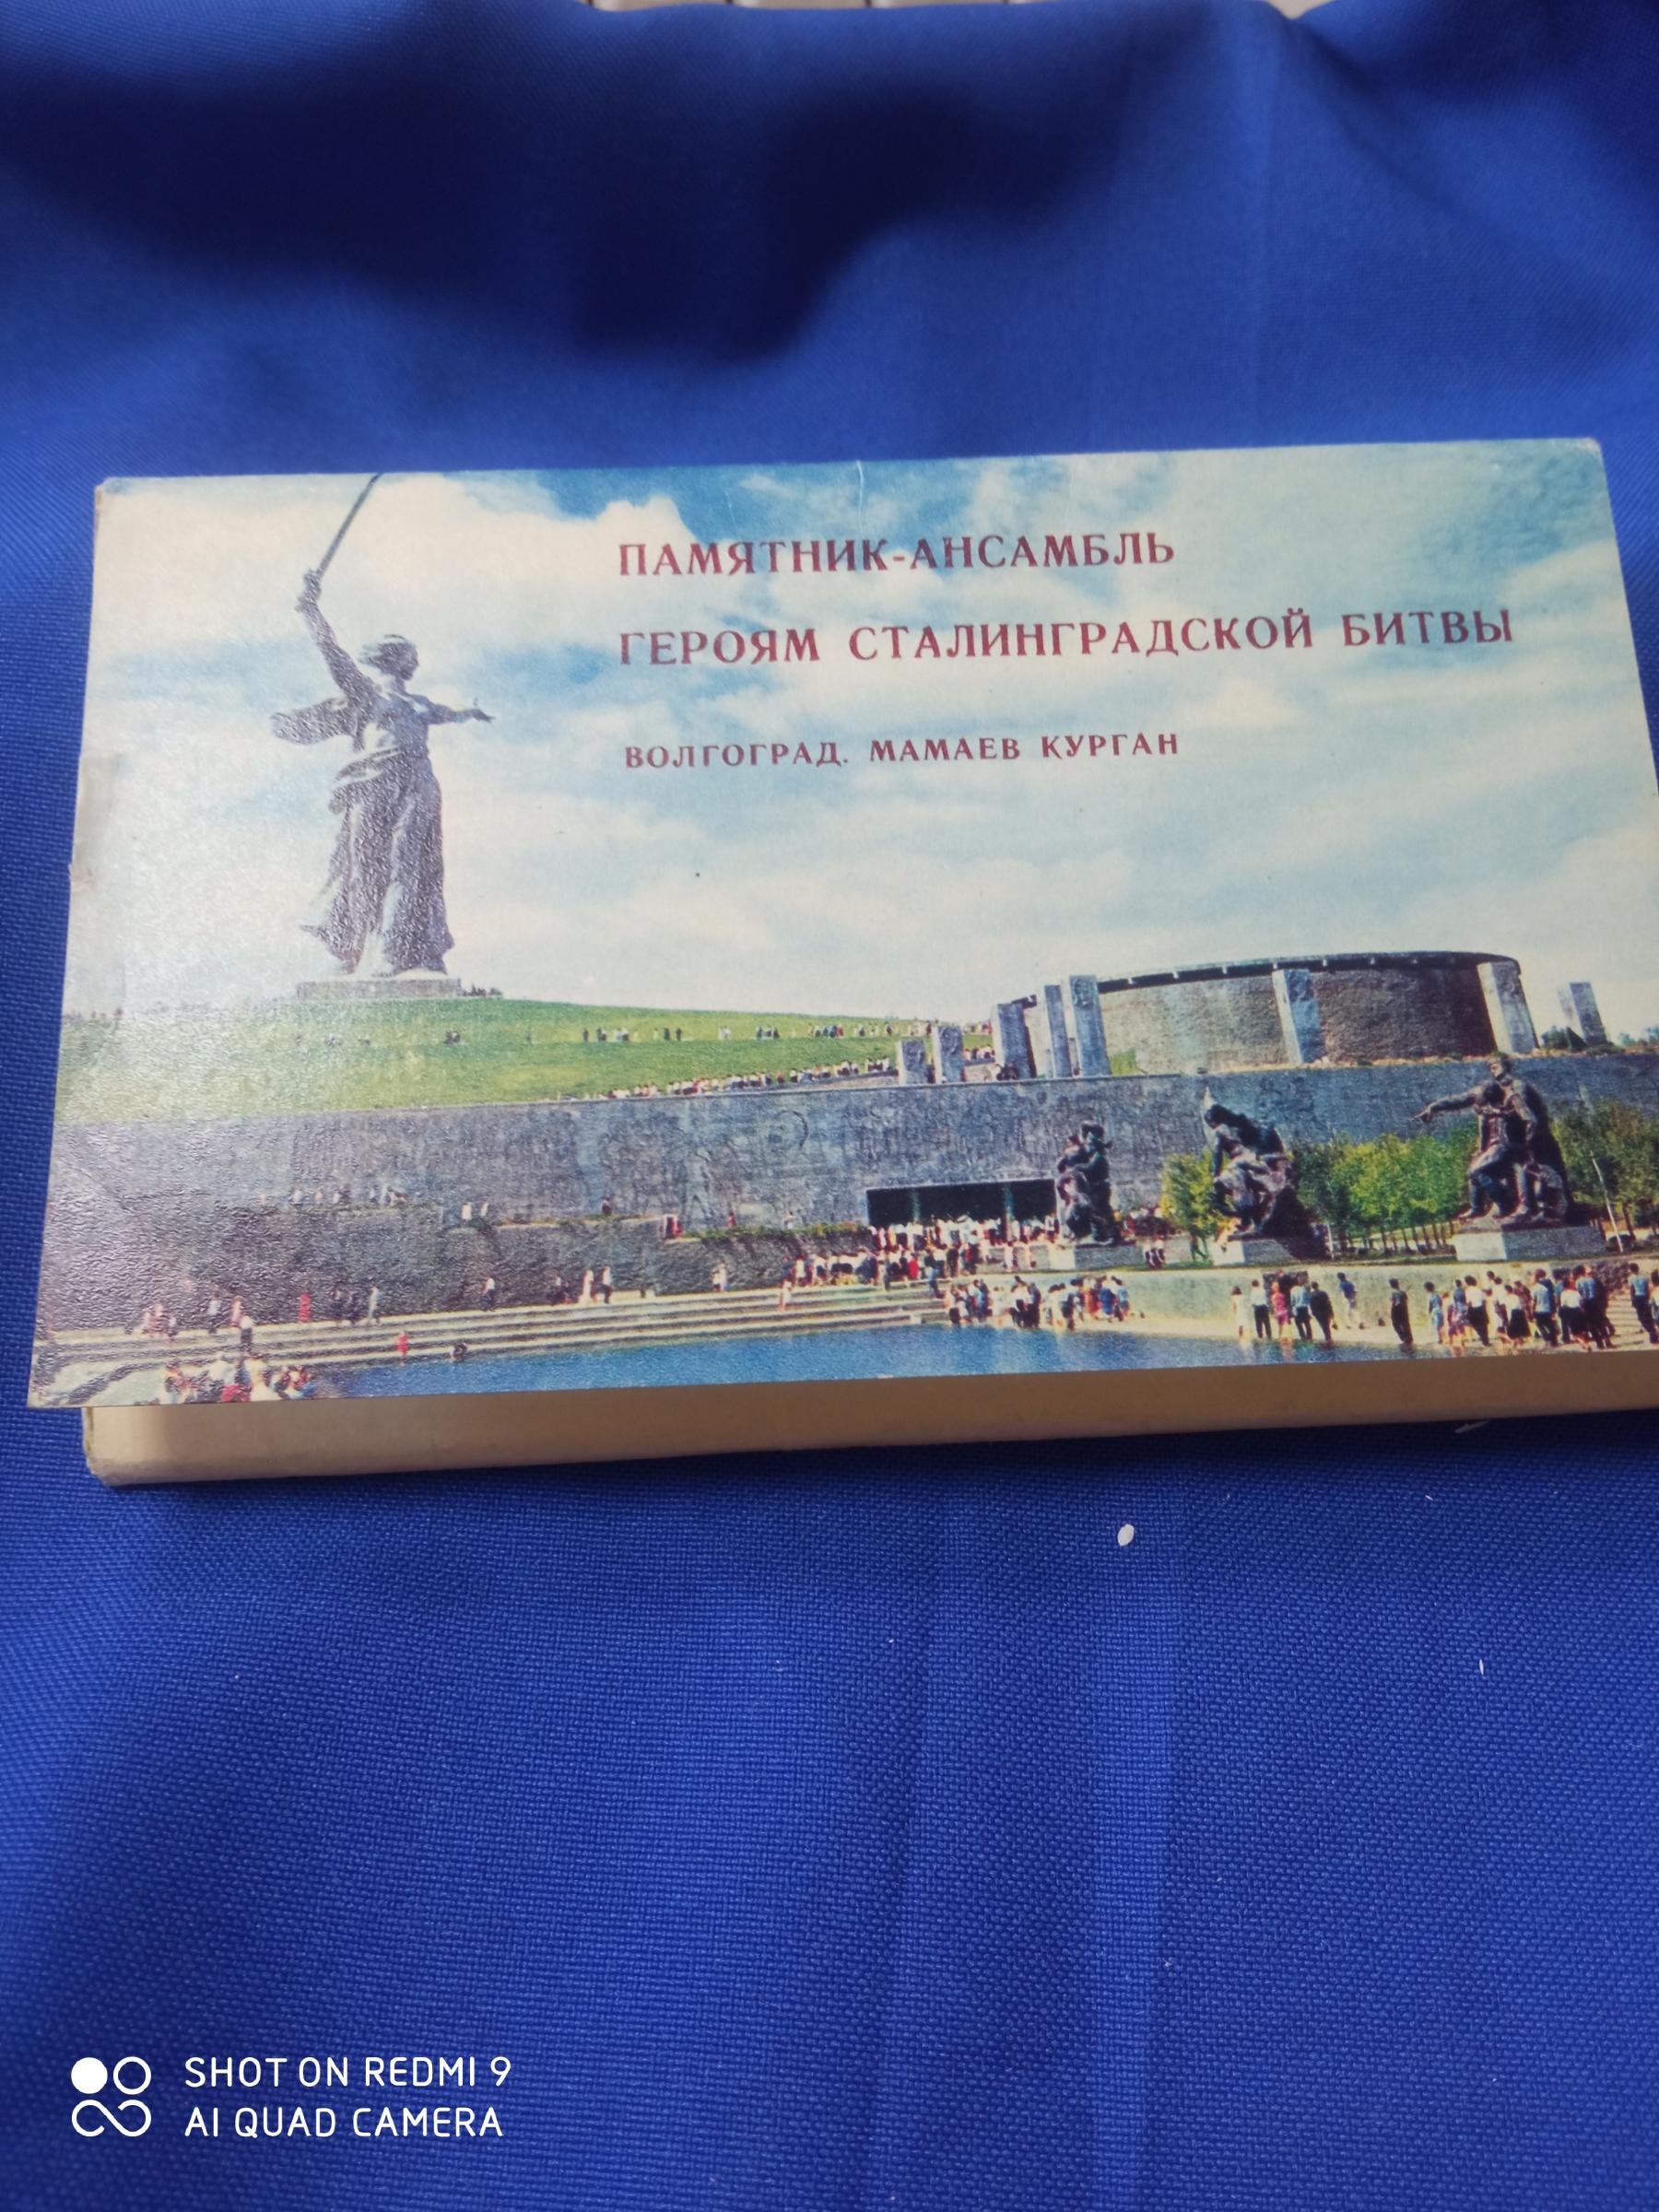 ПАМЯТНИК-АНСАМБЛЬ
ГЕРОЯМ СТАЛИНГРАДСКОЙ БИТВЫ
ВОЛГОГРАД. МАМАЕВ КУРГАН
SHOT ON REDMI 9
AI QUAD CAMERA